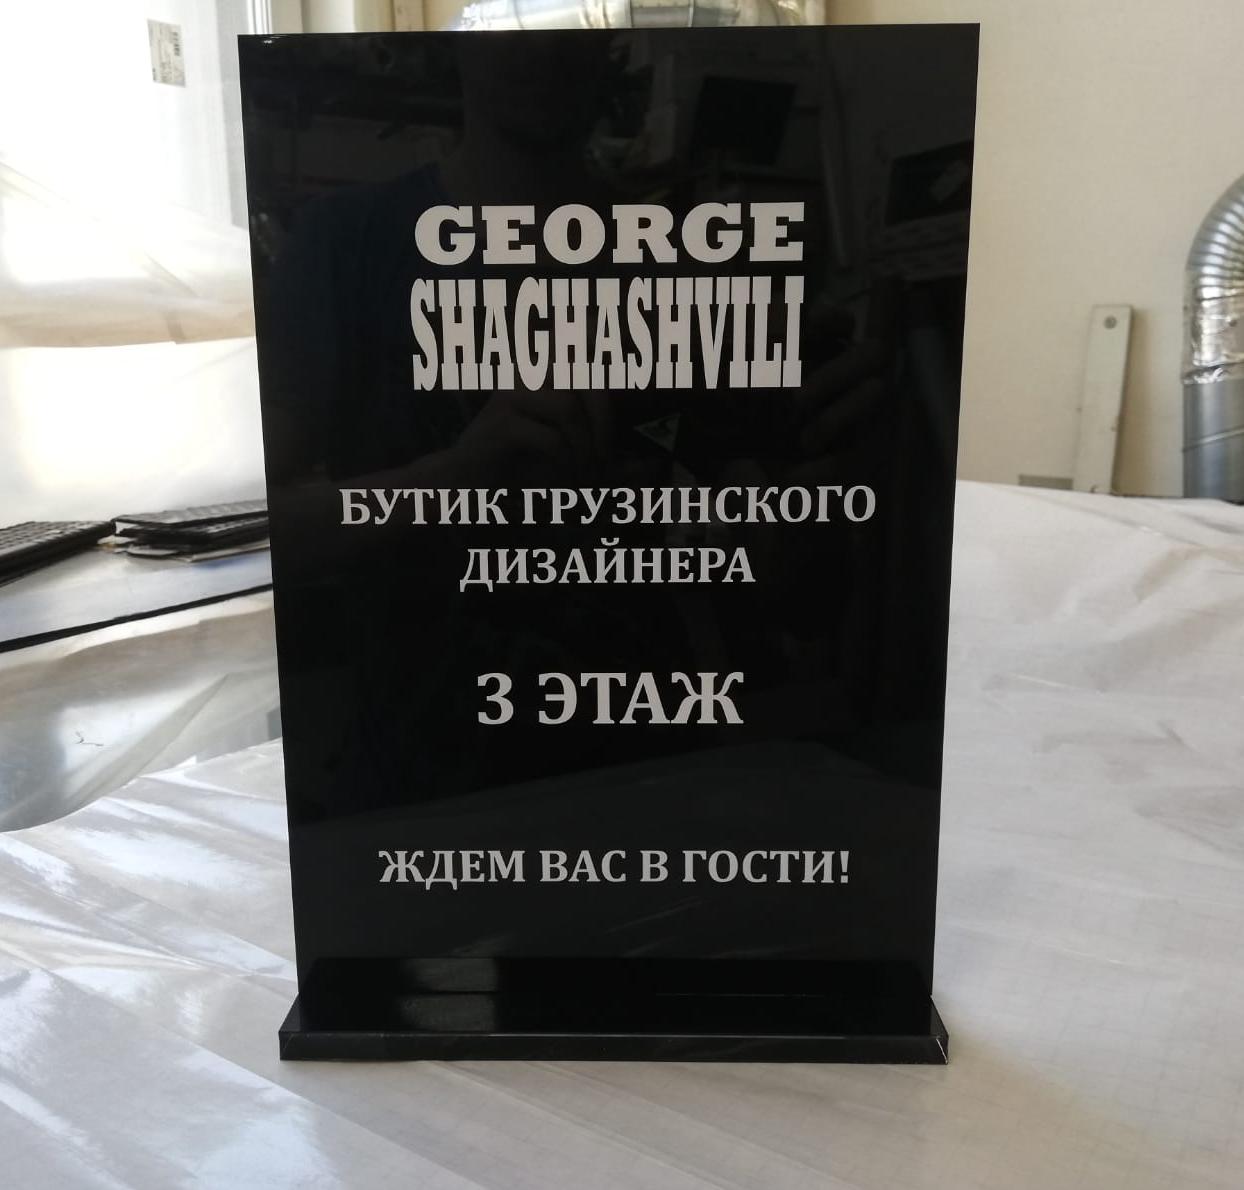 GEORGE
SHAGHASHVILI
БУТИК ГРУЗИНСКОГО
ДИЗАЙНЕРА
3 ЭТАЖ
ЖДЕМ ВАС В ГОСТИ!